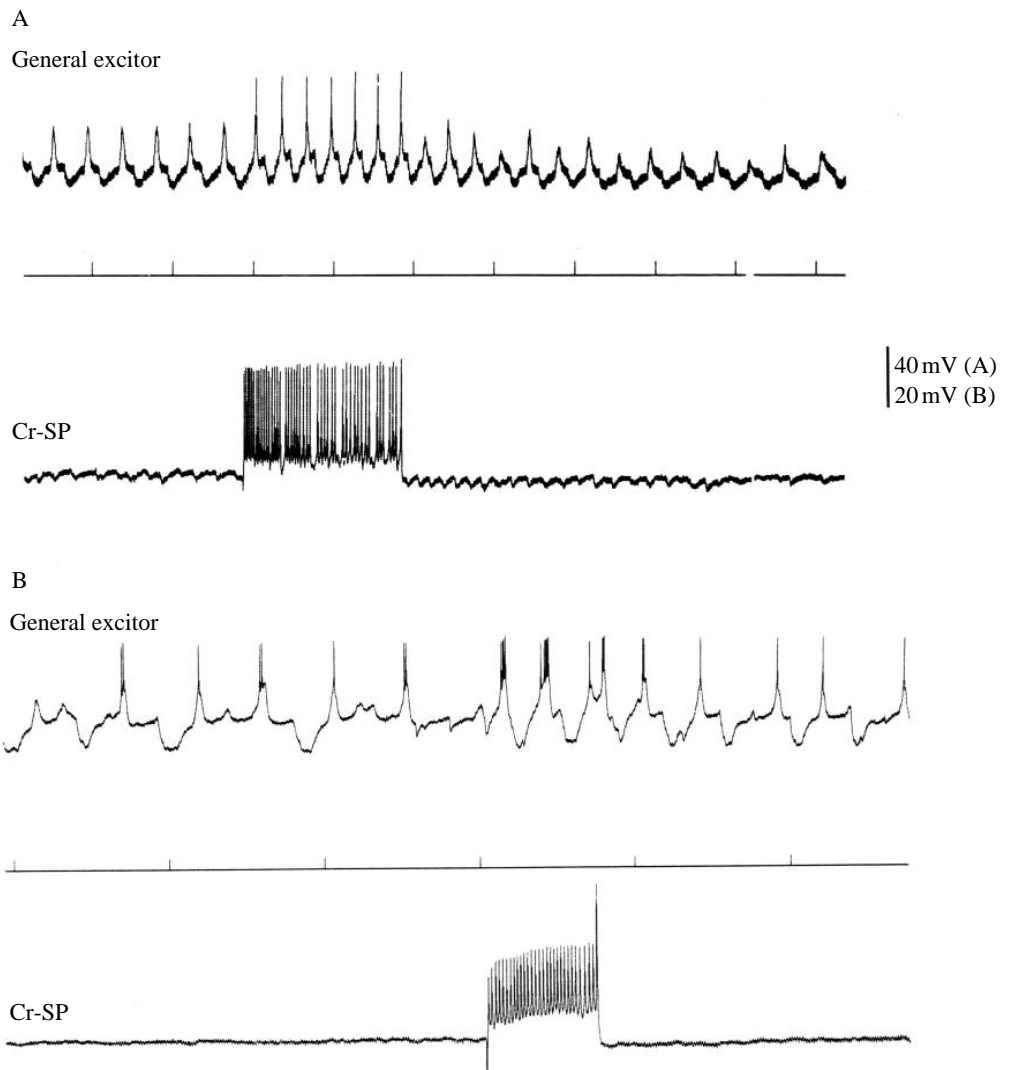 A
General excitor
40 mV (A)
20 mV (B)
Cr-SP
B
General excitor
Cr-SP